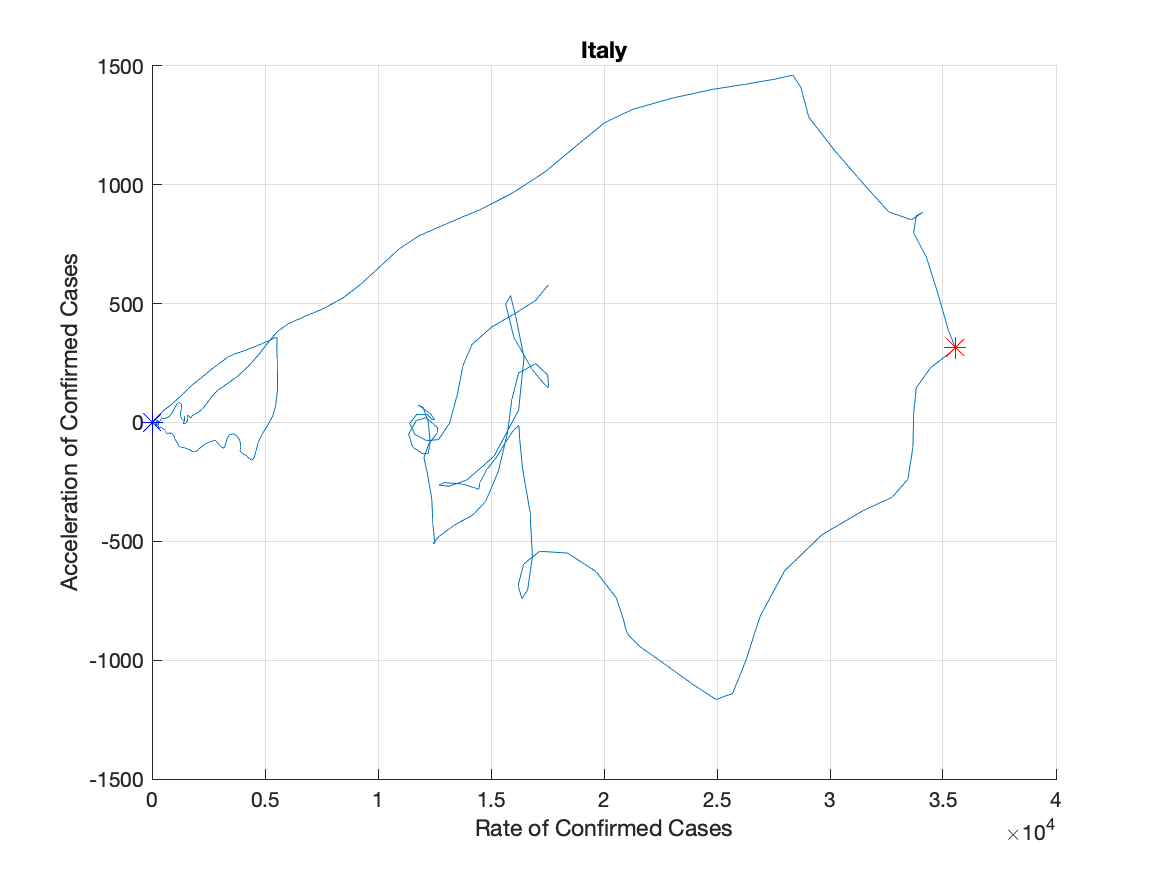 Italy
1500
1000
500
0
-500
-1000
-1500
Acceleration of Confirmed Cases
0 0.5 1 1.5 2 2.5 3 3.5 4
Rate of Confirmed Cases
×10⁴